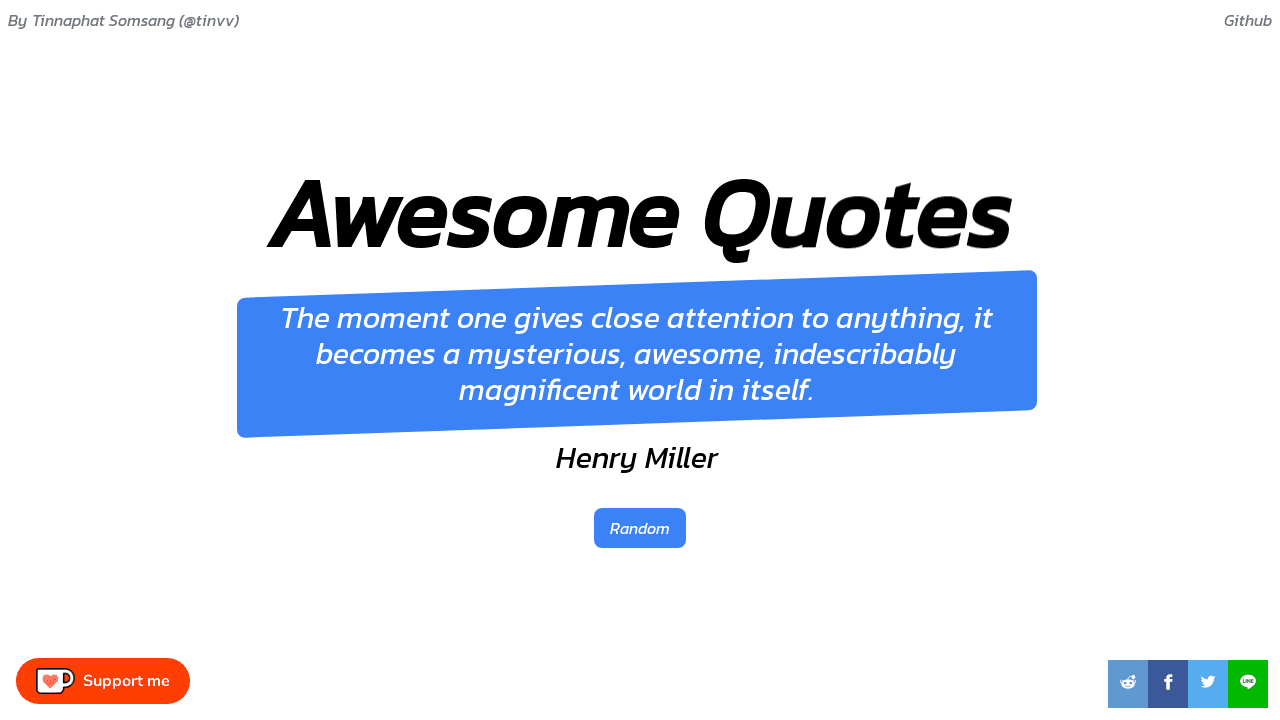 By Tinnaphat Somsang (@tinvv)
Github
Awesome Quotes
The moment one gives close attention to anything, it
becomes a mysterious, awesome, indescribably
magnificent world in itself.
Henry Miller
Random
Support me
LINE